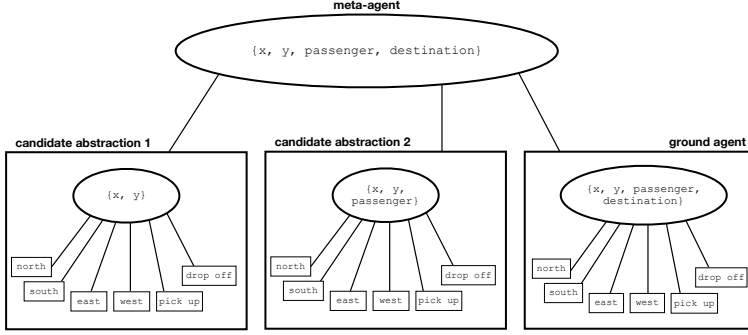 meta-agent
{x, y, passenger, destination}
candidate abstraction 1
candidate abstraction 2
ground agent
{x, y}
north
south
east
west
pick up
drop off
{x, y,
passenger}
north
south
east
west
pick up
drop off
{x, y, passenger,
destination}
north
south
east
west
pick up
drop off